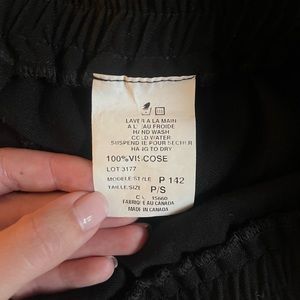 LAVER A LA MAIN
A L'EAU FROIDE
HAND WASH
COLD WATER
SUSPENDRE POUR SECHER
HANG TO DRY
100% VISCOSE
LOT 3177
MODELE/STYLE P 142
TAILLE/SIZE P/S
15660
FABRIQUE AU CANADA
MADE IN CANADA